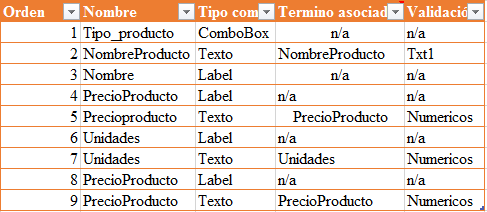 Orden Nombre Tipo com Termino asociad Validació
1 Tipo_producto ComboBox n/a n/a
2 NombreProducto Texto NombreProducto Txt1
3 Nombre Label n/a n/a
4 PrecioProducto Label n/a n/a
5 Precioproducto Texto PrecioProducto Numericos
6 Unidades Label n/a n/a
7 Unidades Texto Unidades Numericos
8 PrecioProducto Label n/a n/a
9 PrecioProducto Texto PrecioProducto Numericos